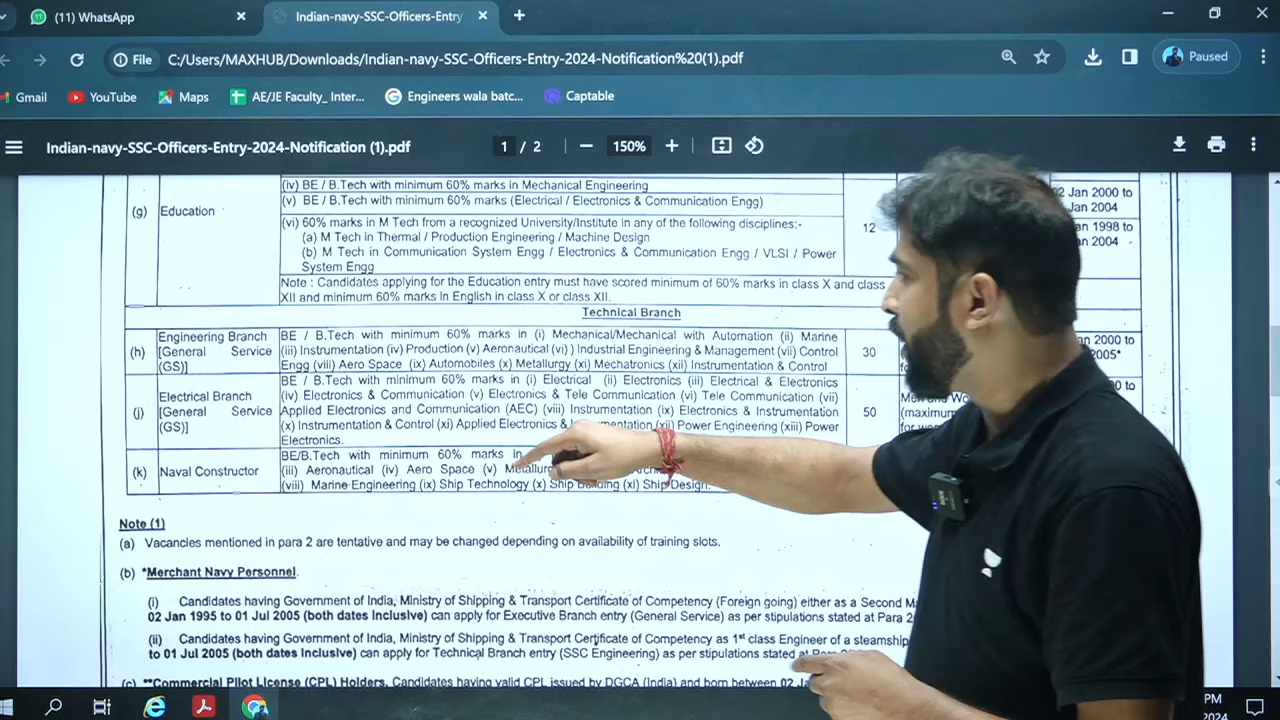 (11) WhatsApp
Indian-navy-SSC-Officers-Entry
File C:/Users/MAXHUB/Downloads/Indian-navy-SSC-Officers-Entry-2024-Notification%20(1).pdf Paused
Gmail YouTube Maps AE/JE Faculty_ Inter... Engineers wala batc... Captable
Indian-navy-SSC-Officers-Entry-2024-Notification (1).pdf 1 / 2 150%
(iv) BE / B.Tech with minimum 60% marks in Mechanical Engineering
(v) BE / B.Tech with minimum 60% marks (Electrical / Electronics & Communication Engg)
02 Jan 2000 to
Jan 2004
(g) Education
(vi) 60% marks in M Tech from a recognized University/Institute in any of the following disciplines:-
(a) M Tech in Thermal / Production Engineering / Machine Design
(b) M Tech in Communication System Engg / Electronics & Communication Engg / VLSI / Power
System Engg
12
1998 to
2004
Note : Candidates applying for the Education entry must have scored minimum of 60% marks in class X and class
XII and minimum 60% marks in English in class X or class XII.
Technical Branch
(h) Engineering Branch
[General Service
(GS)]
BE / B.Tech with minimum 60% marks in (i) Mechanical/Mechanical with Automation (ii) Marine
(iii) Instrumentation (iv) Production (v) Aeronautical (vi) ) Industrial Engineering & Management (vii) Control
Engg (viii) Aero Space (ix) Automobiles (x) Metallurgy (xi) Mechatronics (xii) Instrumentation & Control
30
2000 to
2005*
(j) Electrical Branch
[General Service
(GS)]
BE / B.Tech with minimum 60% marks in (i) Electrical (ii) Electronics (iii) Electrical & Electronics
(iv) Electronics & Communication (v) Electronics & Tele Communication (vi) Tele Communication (vii)
Applied Electronics and Communication (AEC) (viii) Instrumentation (ix) Electronics & Instrumentation
(x) Instrumentation & Control (xi) Applied Electronics & (xii) Power Engineering (xiii) Power
Electronics.
50
to
Men and
(maximum
for
(k) Naval Constructor
BE/B.Tech with minimum 60% marks in
(iii) Aeronautical (iv) Aero Space (v)
(viii) Marine Engineering (ix) Ship Technology (x) Ship Building (xi) Ship Design.
Note (1)
(a) Vacancies mentioned in para 2 are tentative and may be changed depending on availability of training slots.
(b) *Merchant Navy Personnel.
(i) Candidates having Government of India, Ministry of Shipping & Transport Certificate of Competency (Foreign going) either as a Second
02 Jan 1995 to 01 Jul 2005 (both dates inclusive) can apply for Executive Branch entry (General Service) as per stipulations stated at Para
(ii) Candidates having Government of India, Ministry of Shipping & Transport Certificate of Competency as 1st class Engineer of a steamship
to 01 Jul 2005 (both dates inclusive) can apply for Technical Branch entry (SSC Engineering) as per stipulations stated at
(c) **Commercial Pilot License (CPL) Holders. Candidates having valid CPL issued by DGCA (India) and born between 02
PM
2024